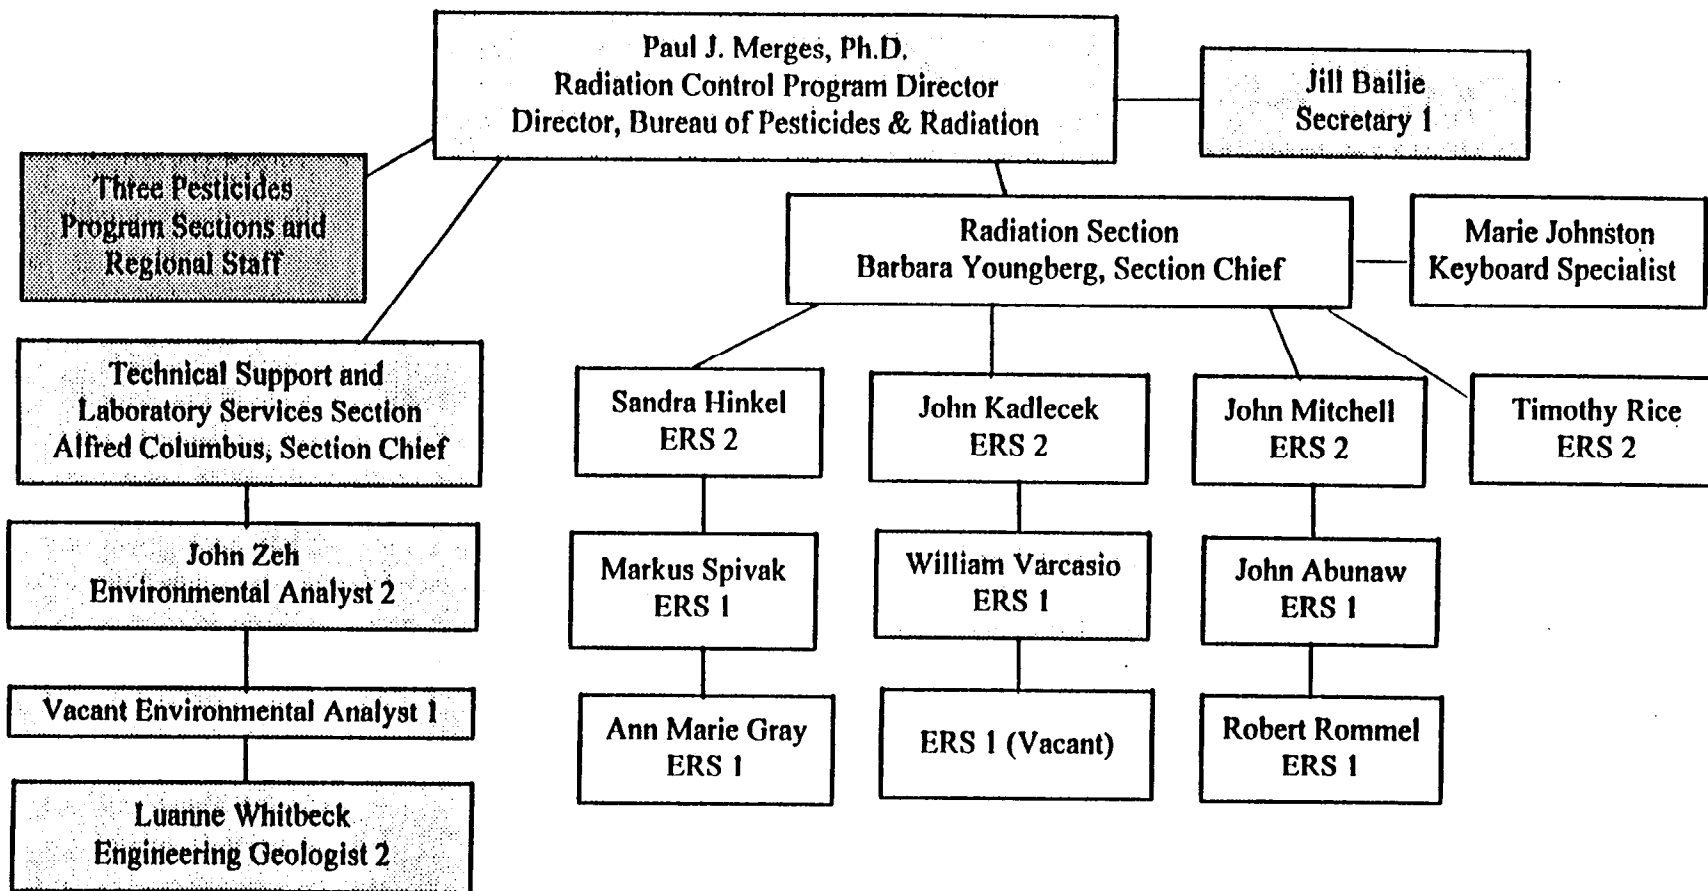 Paul J. Merges, Ph.D.
Radiation Control Program Director
Director, Bureau of Pesticides & Radiation
Jill Bailie
Secretary 1
Three Pesticides
Program Sections and
Regional Staff
Radiation Section
Barbara Youngberg, Section Chief
Marie Johnston
Keyboard Specialist
Technical Support and
Laboratory Services Section
Alfred Columbus, Section Chief
Sandra Hinkel
ERS 2
John Kadlecek
ERS 2
John Mitchell
ERS 2
Timothy Rice
ERS 2
John Zeh
Environmental Analyst 2
Markus Spivak
ERS 1
William Varcasio
ERS 1
John Abunaw
ERS 1
Vacant Environmental Analyst 1
Ann Marie Gray
ERS 1
ERS 1 (Vacant)
Robert Rommel
ERS 1
Luanne Whitbeck
Engineering Geologist 2